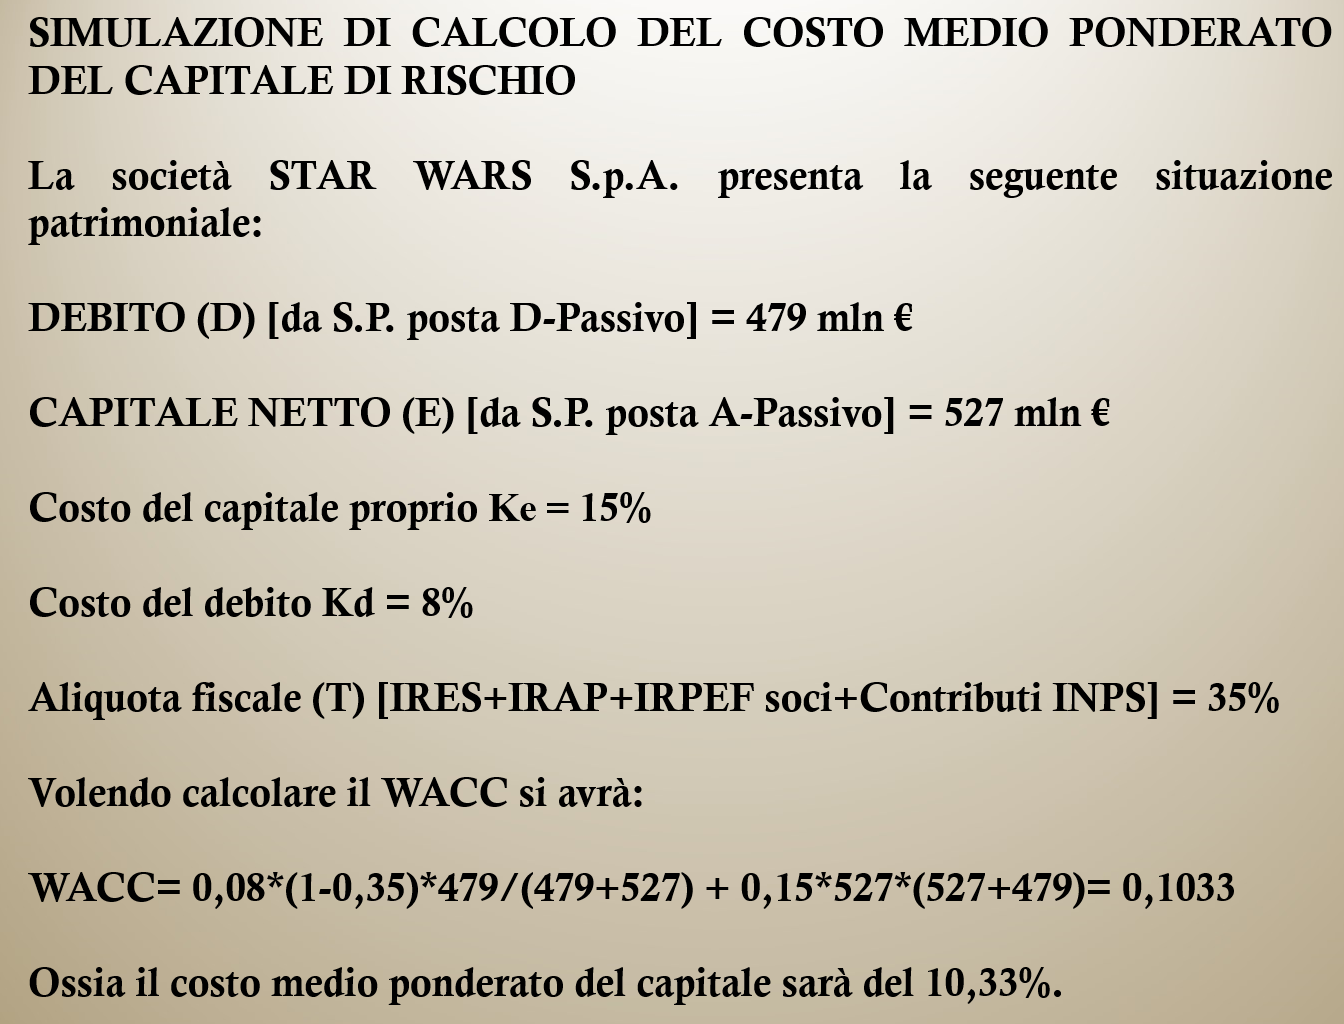 SIMULAZIONE DI CALCOLO DEL COSTO MEDIO PONDERATO
DEL CAPITALE DI RISCHIO
La società STAR WARS S.p.A. presenta la seguente situazione
patrimoniale:
DEBITO (D) [da S.P. posta D-Passivo] = 479 mln €
CAPITALE NETTO (E) [da S.P. posta A-Passivo] = 527 mln €
Costo del capitale proprio Ke = 15%
Costo del debito Kd = 8%
Aliquota fiscale (T) [IRES+IRAP+IRPEF soci+Contributi INPS] = 35%
Volendo calcolare il WACC si avrà:
WACC= 0,08*(1-0,35)*479/(479+527) + 0,15*527*(527+479)= 0,1033
Ossia il costo medio ponderato del capitale sarà del 10,33%.